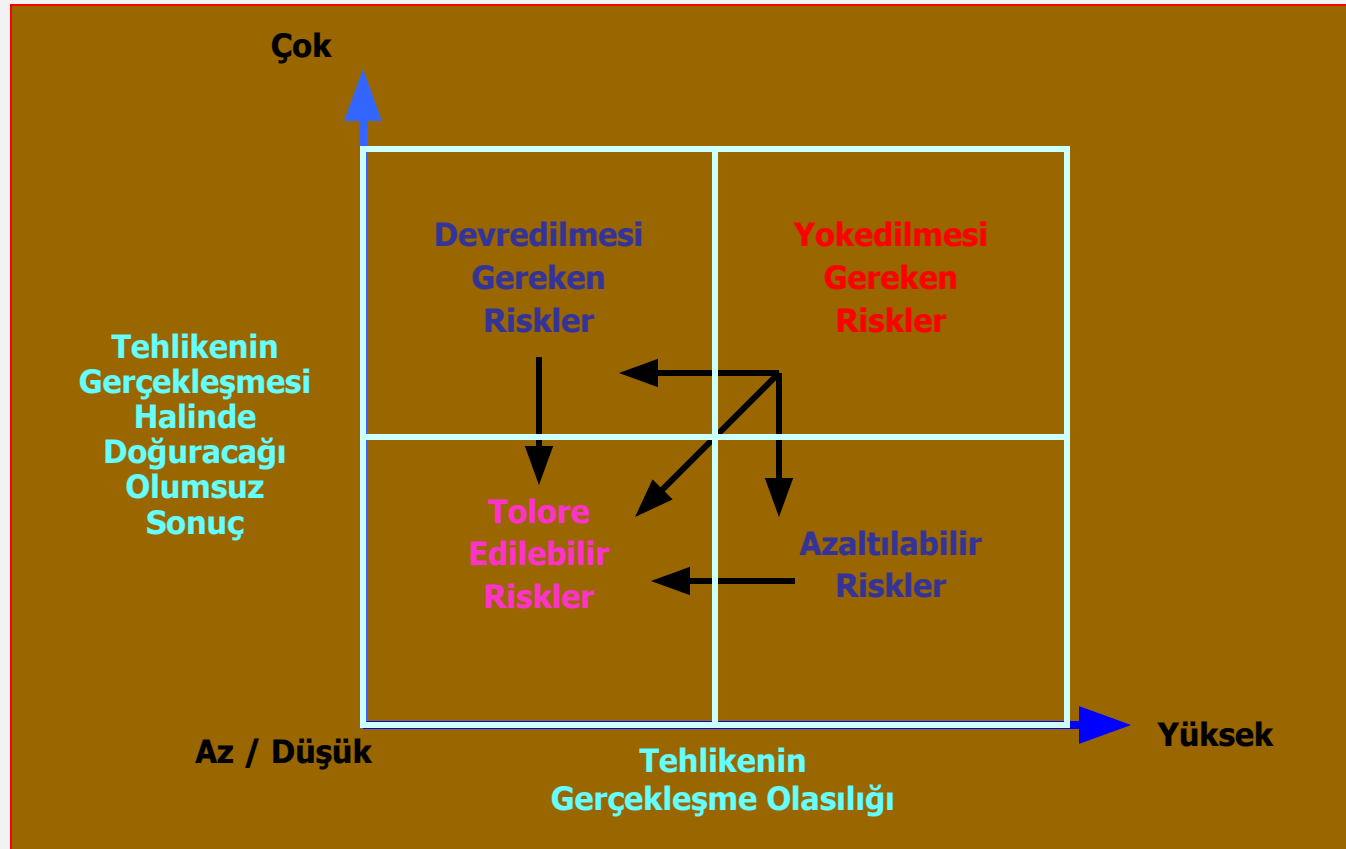 Çok
Devredilmesi
Gereken
Riskler
Yokedilmesi
Gereken
Riskler
Tehlikenin
Gerçekleşmesi
Halinde
Doğuracağı
Olumsuz
Sonuç
Tolore
Edilebilir
Riskler
Azaltılabilir
Riskler
Az / Düşük
Yüksek
Tehlikenin
Gerçekleşme Olasılığı